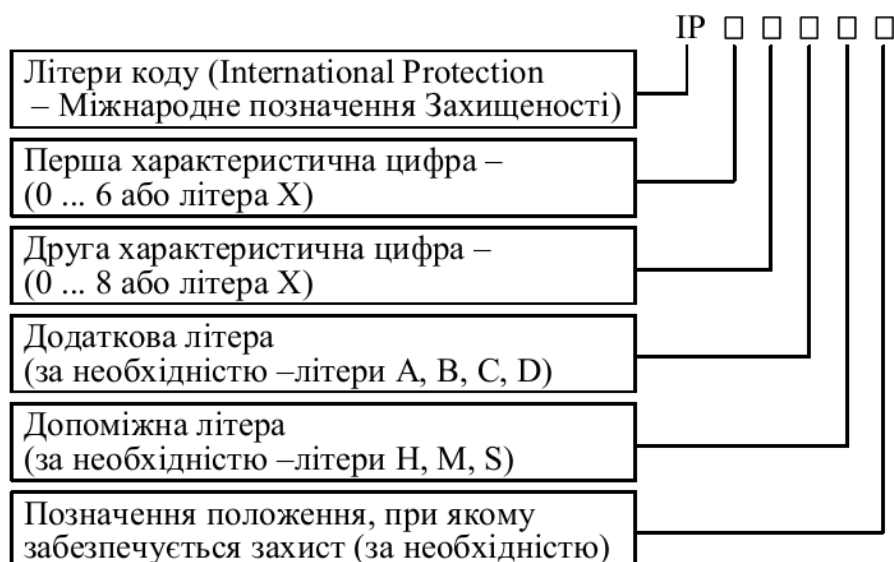 IP □ □ □ □ □
Літери коду (International Protection
– Міжнародне позначення Захищеності)
Перша характеристична цифра –
(0 ... 6 або літера X)
Друга характеристична цифра –
(0 ... 8 або літера X)
Додаткова літера
(за необхідністю –літери A, B, C, D)
Допоміжна літера
(за необхідністю –літери H, M, S)
Позначення положення, при якому
забезпечується захист (за необхідністю)